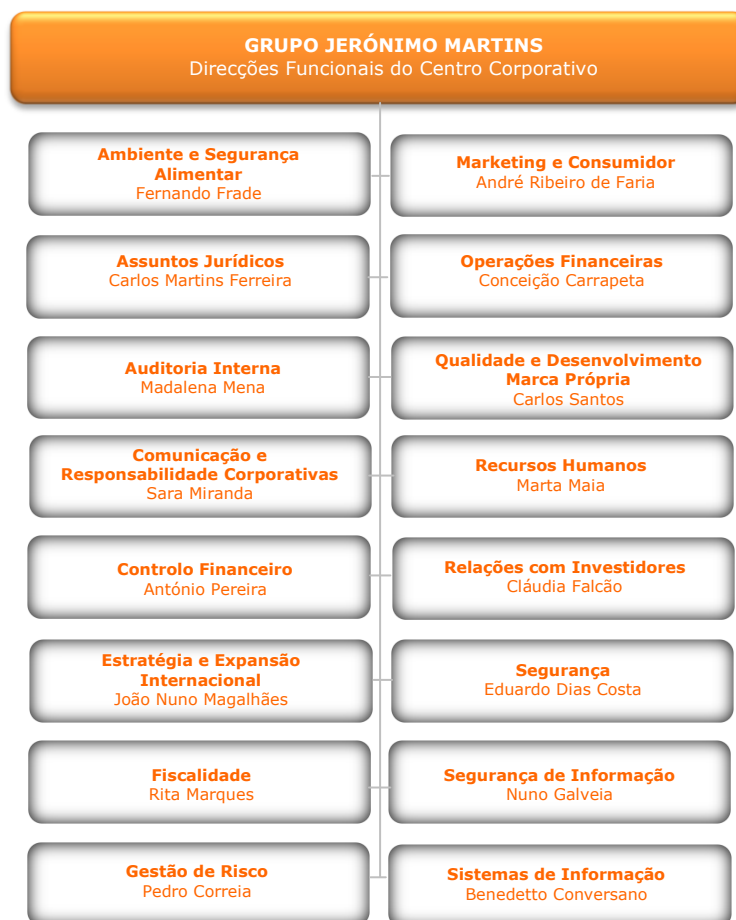 GRUPO JERÓNIMO MARTINS
Direcções Funcionais do Centro Corporativo
Ambiente e Segurança
Alimentar
Fernando Frade
Marketing e Consumidor
André Ribeiro de Faria
Assuntos Jurídicos
Carlos Martins Ferreira
Operações Financeiras
Conceição Carrapeta
Auditoria Interna
Madalena Mena
Qualidade e Desenvolvimento
Marca Própria
Carlos Santos
Comunicação e
Responsabilidade Corporativas
Sara Miranda
Recursos Humanos
Marta Maia
Controlo Financeiro
António Pereira
Relações com Investidores
Cláudia Falcão
Estratégia e Expansão
Internacional
João Nuno Magalhães
Segurança
Eduardo Dias Costa
Fiscalidade
Rita Marques
Segurança de Informação
Nuno Galveia
Gestão de Risco
Pedro Correia
Sistemas de Informação
Benedetto Conversano